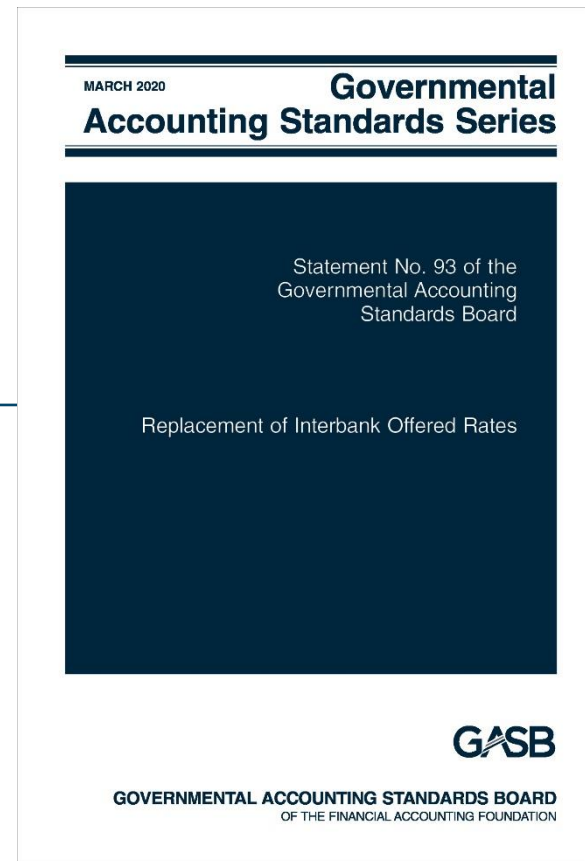 MARCH 2020
Governmental
Accounting Standards Series
Statement No. 93 of the
Governmental Accounting
Standards Board
Replacement of Interbank Offered Rates
GASB
GOVERNMENTAL ACCOUNTING STANDARDS BOARD
OF THE FINANCIAL ACCOUNTING FOUNDATION